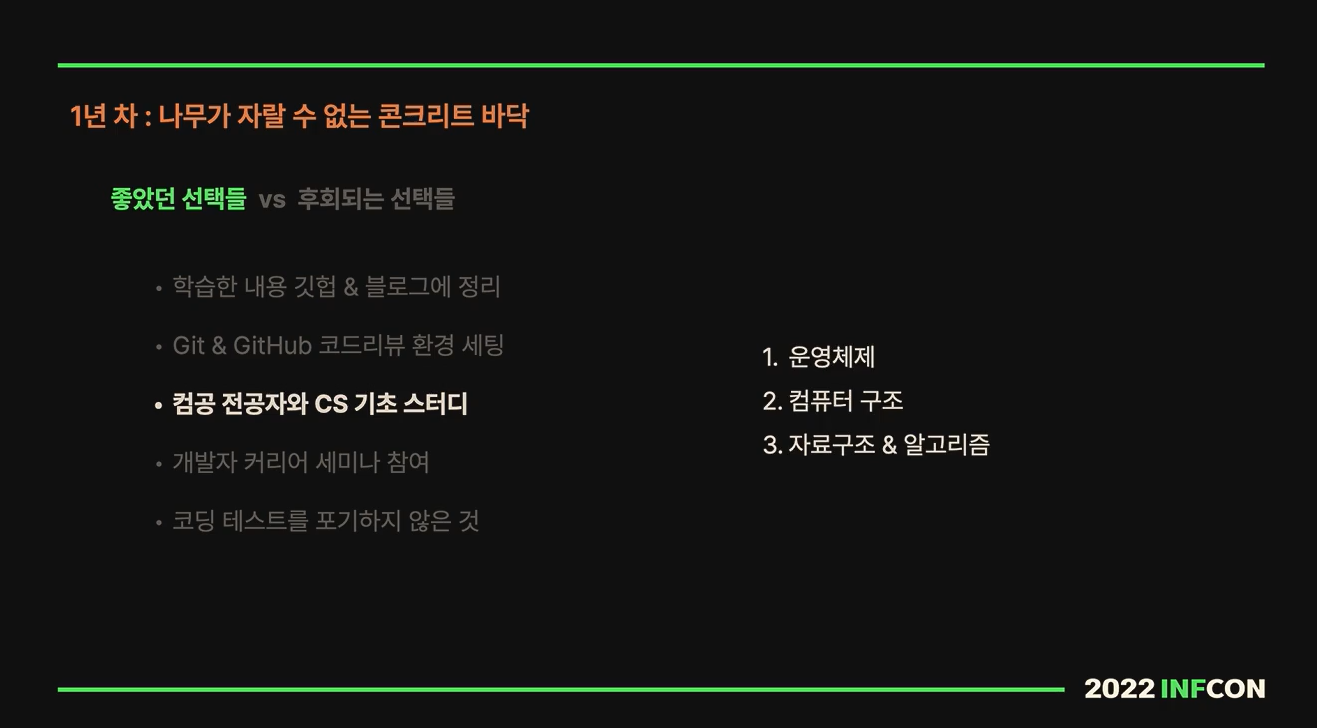 1년 차 : 나무가 자랄 수 없는 콘크리트 바닥
좋았던 선택들 vs 후회되는 선택들
• 학습한 내용 깃헙 & 블로그에 정리
• Git & GitHub 코드리뷰 환경 세팅
• 컴공 전공자와 CS 기초 스터디
• 개발자 커리어 세미나 참여
• 코딩 테스트를 포기하지 않은 것
1. 운영체제
2. 컴퓨터 구조
3. 자료구조 & 알고리즘
2022 INFCON